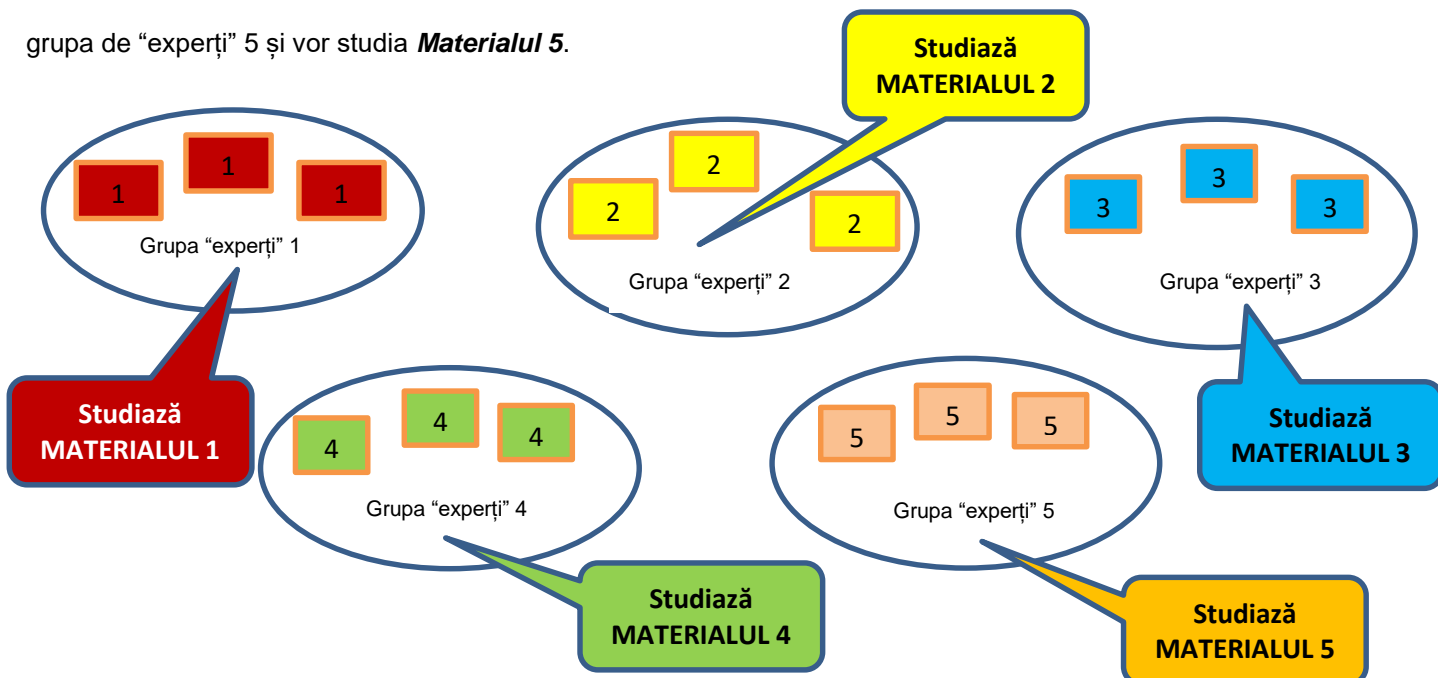 grupa de “experți” 5 și vor studia Materialul 5.
Studiază
MATERIALUL 2
1
1
1
Grupa “experți” 1
2
2
2
Grupa “experți” 2
3
3
3
Grupa “experți” 3
Studiază
MATERIALUL 1
4
4
4
Grupa “experți” 4
5
5
5
Grupa “experți” 5
Studiază
MATERIALUL 3
Studiază
MATERIALUL 4
Studiază
MATERIALUL 5